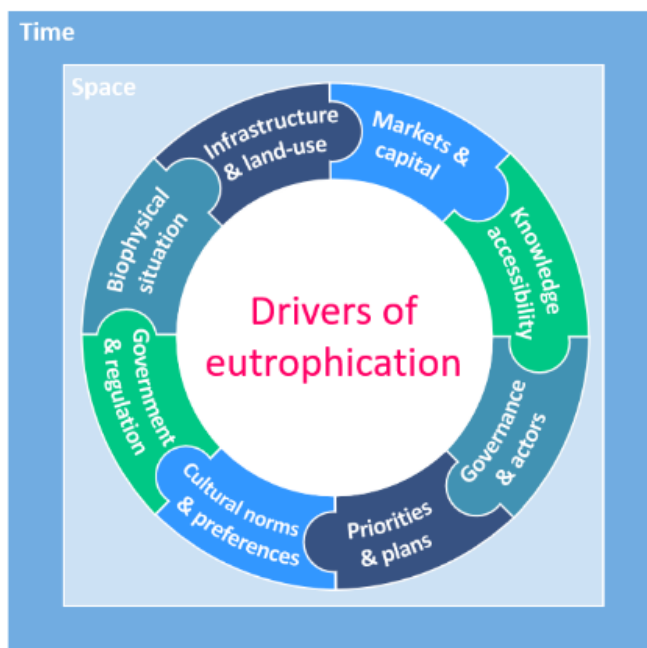 Time
Space
Infrastructure
& land-use
Markets &
capital
Knowledge
accessibility
Governance
& actors
Priorities
& plans
Cultural norms
& preferences
Government
& regulation
Biophysical
situation
Drivers of
eutrophication